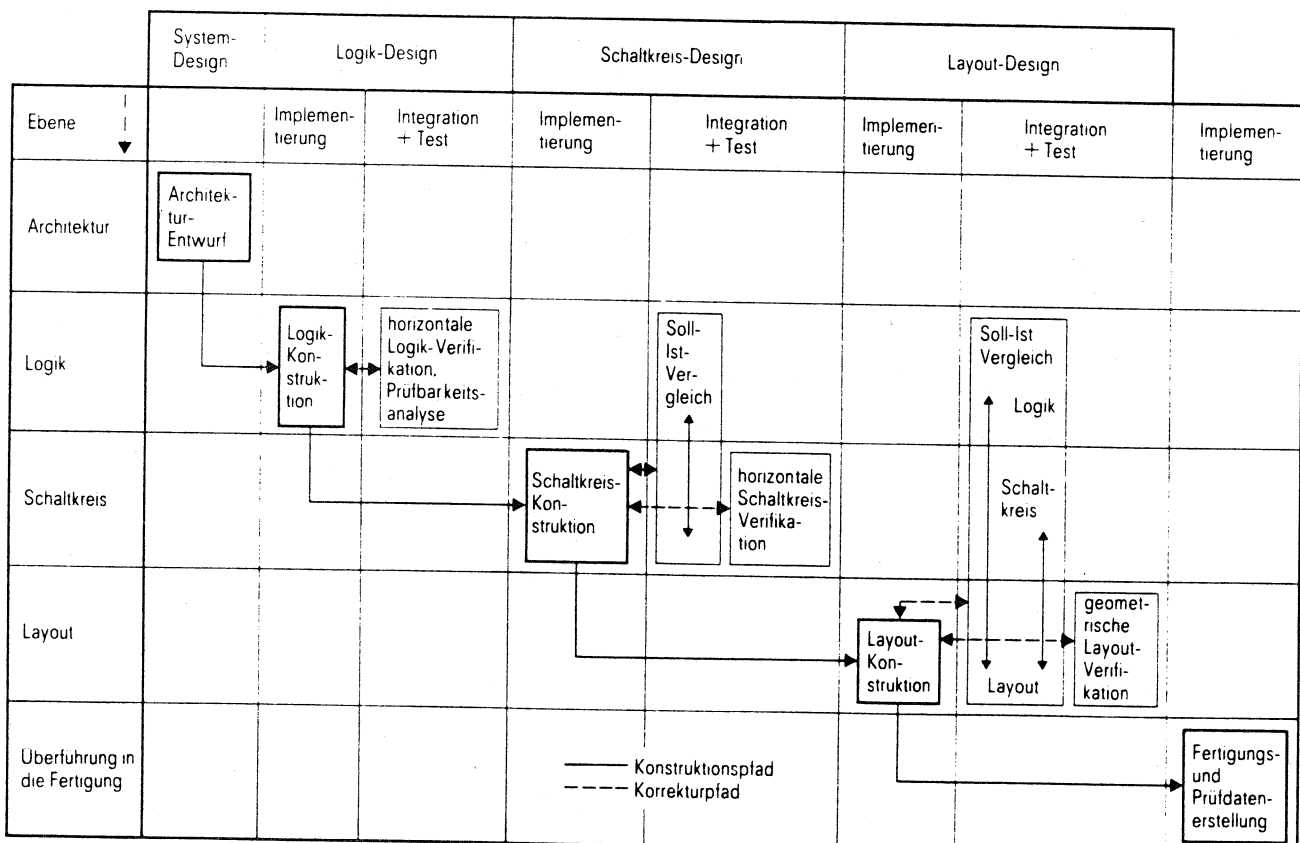 System-
Design
Logik-Design
Schaltkreis-Design
Layout-Design
Ebene
Implemen-
tierung
Integration
+ Test
Implemen-
tierung
Integration
+ Test
Implemen-
tierung
Integration
+ Test
Implemen-
tierung
Architektur
Architek-
tur-
Entwurf
Logik
Logik-
Kon-
struk-
tion
horizontale
Logik-Verifi-
kation,
Prüfbarkeits-
analyse
Soll-
Ist-
Ver-
gleich
Soll-Ist
Vergleich
Logik
Schaltkreis
Schaltkreis-
Kon-
struktion
horizontale
Schaltkreis-
Verifika-
tion
Schalt-
kreis
Layout
Layout-
Kon-
struktion
Layout
geomet-
rische
Layout-
Verifi-
kation
Überführung in
die Fertigung
Konstruktionspfad
Korrekturpfad
Fertigungs-
und
Prüfdaten-
erstellung